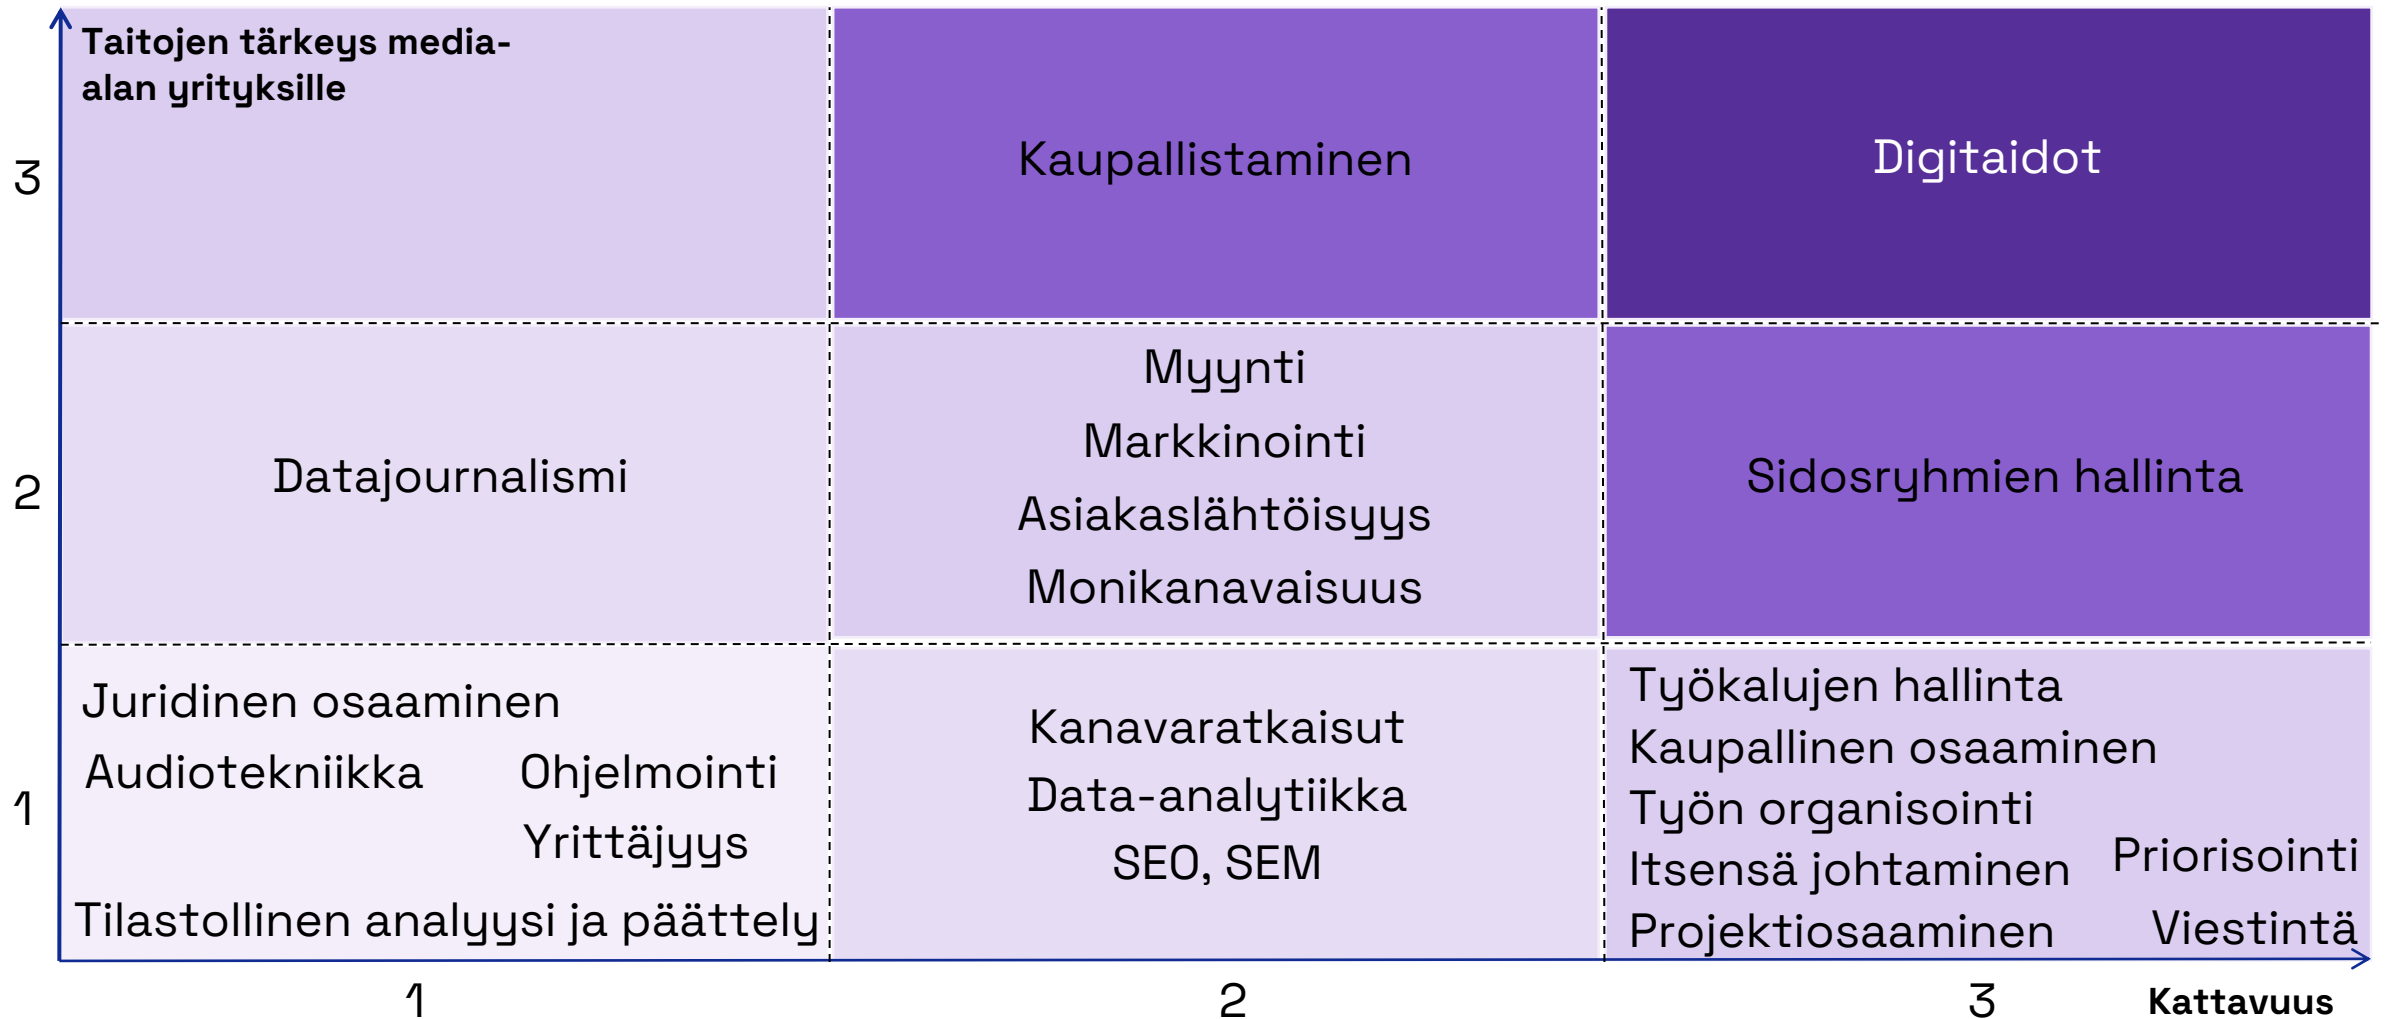 Taitojen tärkeys media-
alan yrityksille
3
Kaupallistaminen
Digitaidot
2
Datajournalismi
Myynti
Markkinointi
Asiakaslähtöisyys
Monikanavaisuus
Sidosryhmien hallinta
1
Juridinen osaaminen
Audiotekniikka
Ohjelmointi
Yrittäjyys
Tilastollinen analyysi ja päättely
Kanavaratkaisut
Data-analytiikka
SEO, SEM
Työkalujen hallinta
Kaupallinen osaaminen
Työn organisointi
Itsensä johtaminen
Projektiosaaminen
Priorisointi
Viestintä
1
2
3
Kattavuus